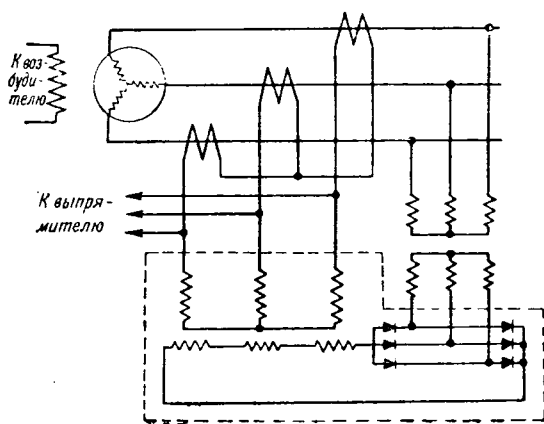 К воз-
буди-
телю
К выпря-
мителю